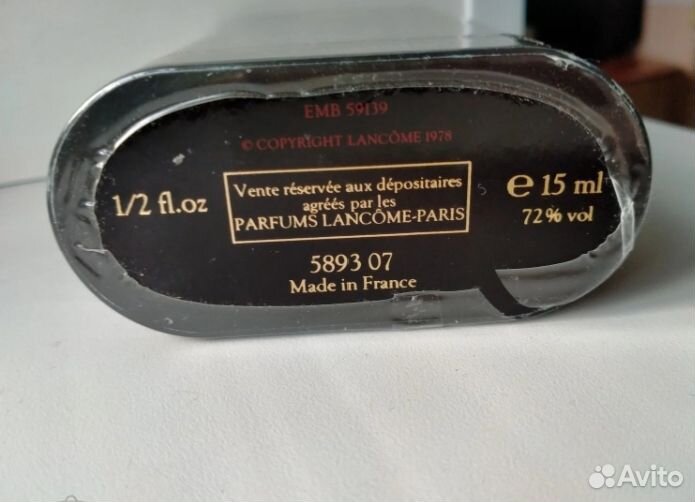 EMB 59139
© COPYRIGHT LANCÔME 1978
1/2 fl.oz
Vente réservée aux dépositaires
agréés par les
PARFUMS LANCÔME-PARIS
℮ 15 ml
72% vol
5893 07
Made in France
Avito